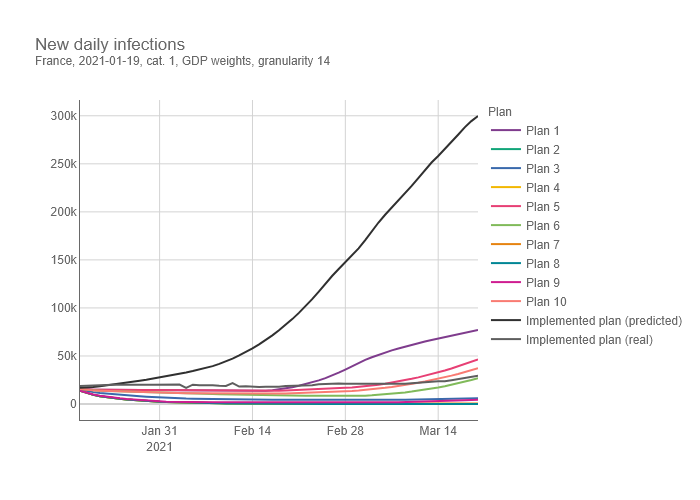 New daily infections
France, 2021-01-19, cat. 1, GDP weights, granularity 14
300k
250k
200k
150k
100k
50k
0
Jan 31
2021
Feb 14
Feb 28
Mar 14
Plan
Plan 1
Plan 2
Plan 3
Plan 4
Plan 5
Plan 6
Plan 7
Plan 8
Plan 9
Plan 10
Implemented plan (predicted)
Implemented plan (real)